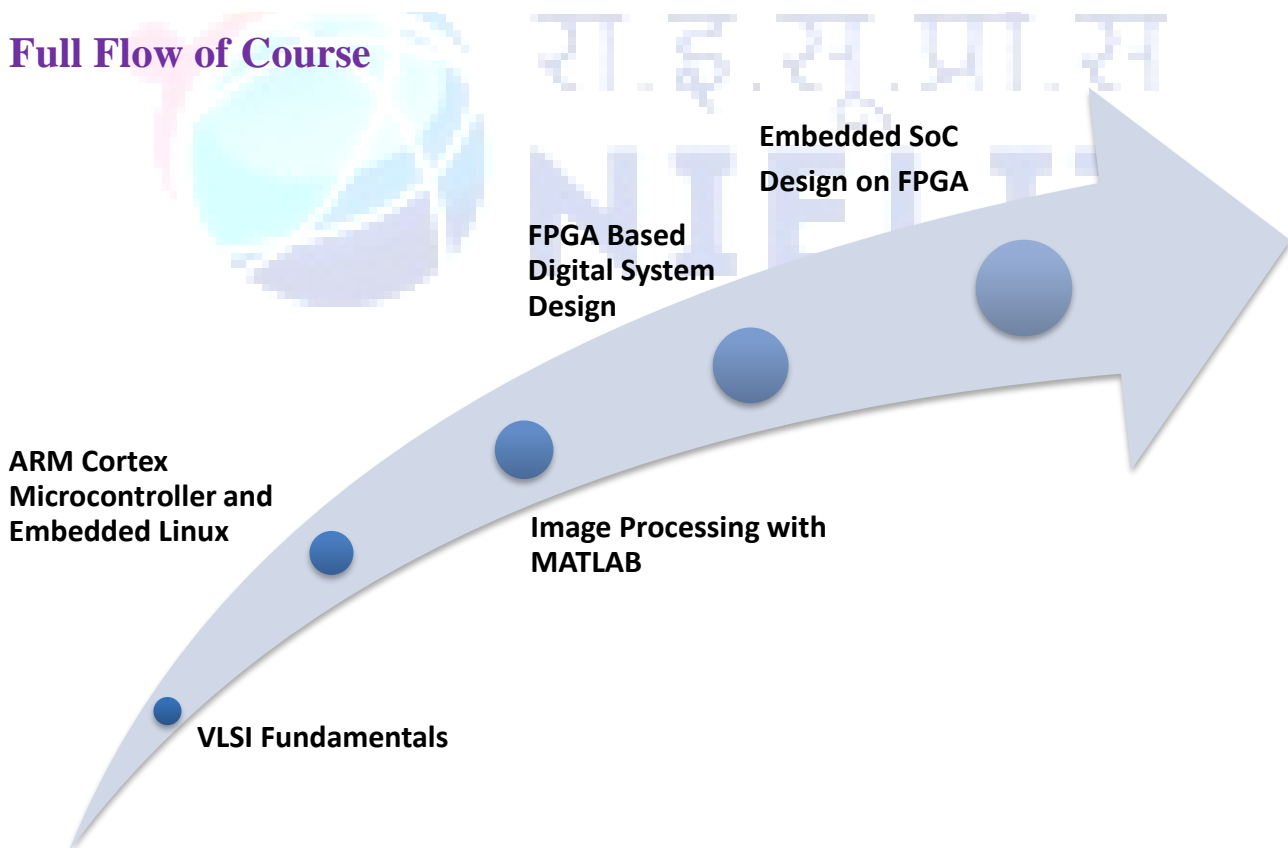 Full Flow of Course
रा.इ.सू.प्रा.स
NIELIT
Embedded SoC
Design on FPGA
FPGA Based
Digital System
Design
ARM Cortex
Microcontroller and
Embedded Linux
Image Processing with
MATLAB
VLSI Fundamentals